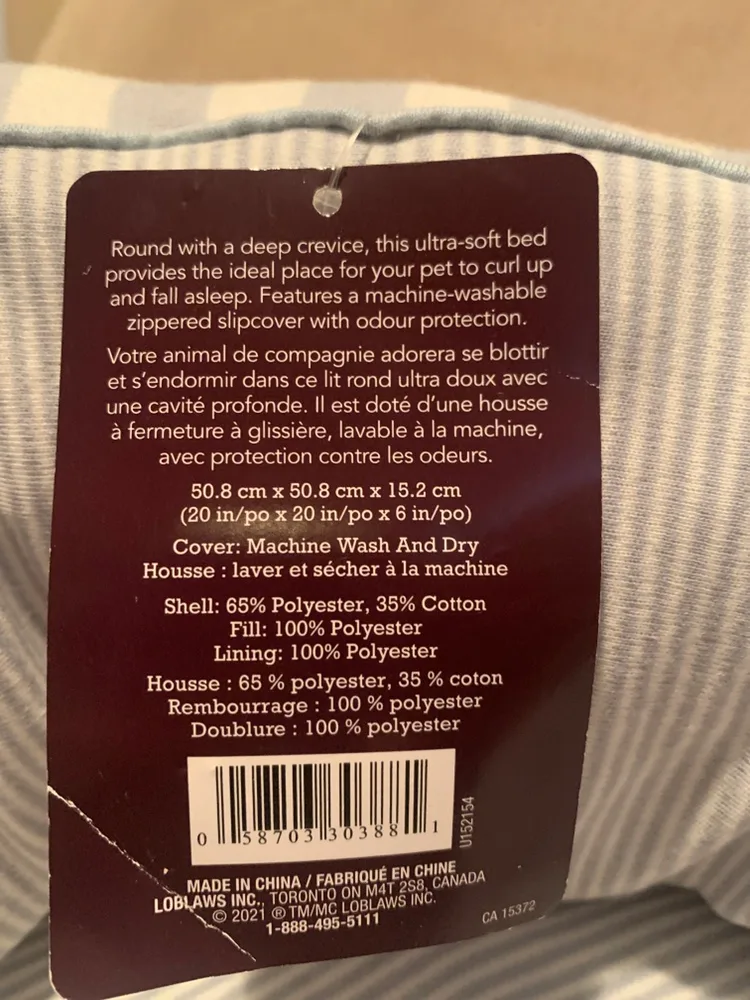 Round with a deep crevice, this ultra-soft bed
provides the ideal place for your pet to curl up
and fall asleep. Features a machine-washable
zippered slipcover with odour protection.
Votre animal de compagnie adorera se blottir
et s'endormir dans ce lit rond ultra doux avec
une cavité profonde. Il est doté d'une housse
à fermeture à glissière, lavable à la machine,
avec protection contre les odeurs.
50.8 cm x 50.8 cm x 15.2 cm
(20 in/po x 20 in/po x 6 in/po)
Cover: Machine Wash And Dry
Housse : laver et sécher à la machine
Shell: 65% Polyester, 35% Cotton
Fill: 100% Polyester
Lining: 100% Polyester
Housse : 65 % polyester, 35 % coton
Rembourrage : 100 % polyester
Doublure : 100 % polyester
0 58703 30388 1
U152154
MADE IN CHINA / FABRIQUÉ EN CHINE
LOBLAWS INC., TORONTO ON M4T 2S8, CANADA
© 2021 ® TM/MC LOBLAWS INC.
1-888-495-5111
CA 15372